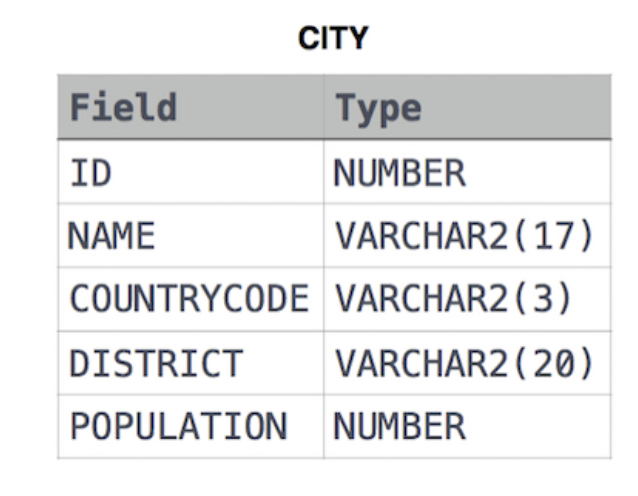 CITY
Field Type
ID NUMBER
NAME VARCHAR2(17)
COUNTRYCODE VARCHAR2(3)
DISTRICT VARCHAR2(20)
POPULATION NUMBER